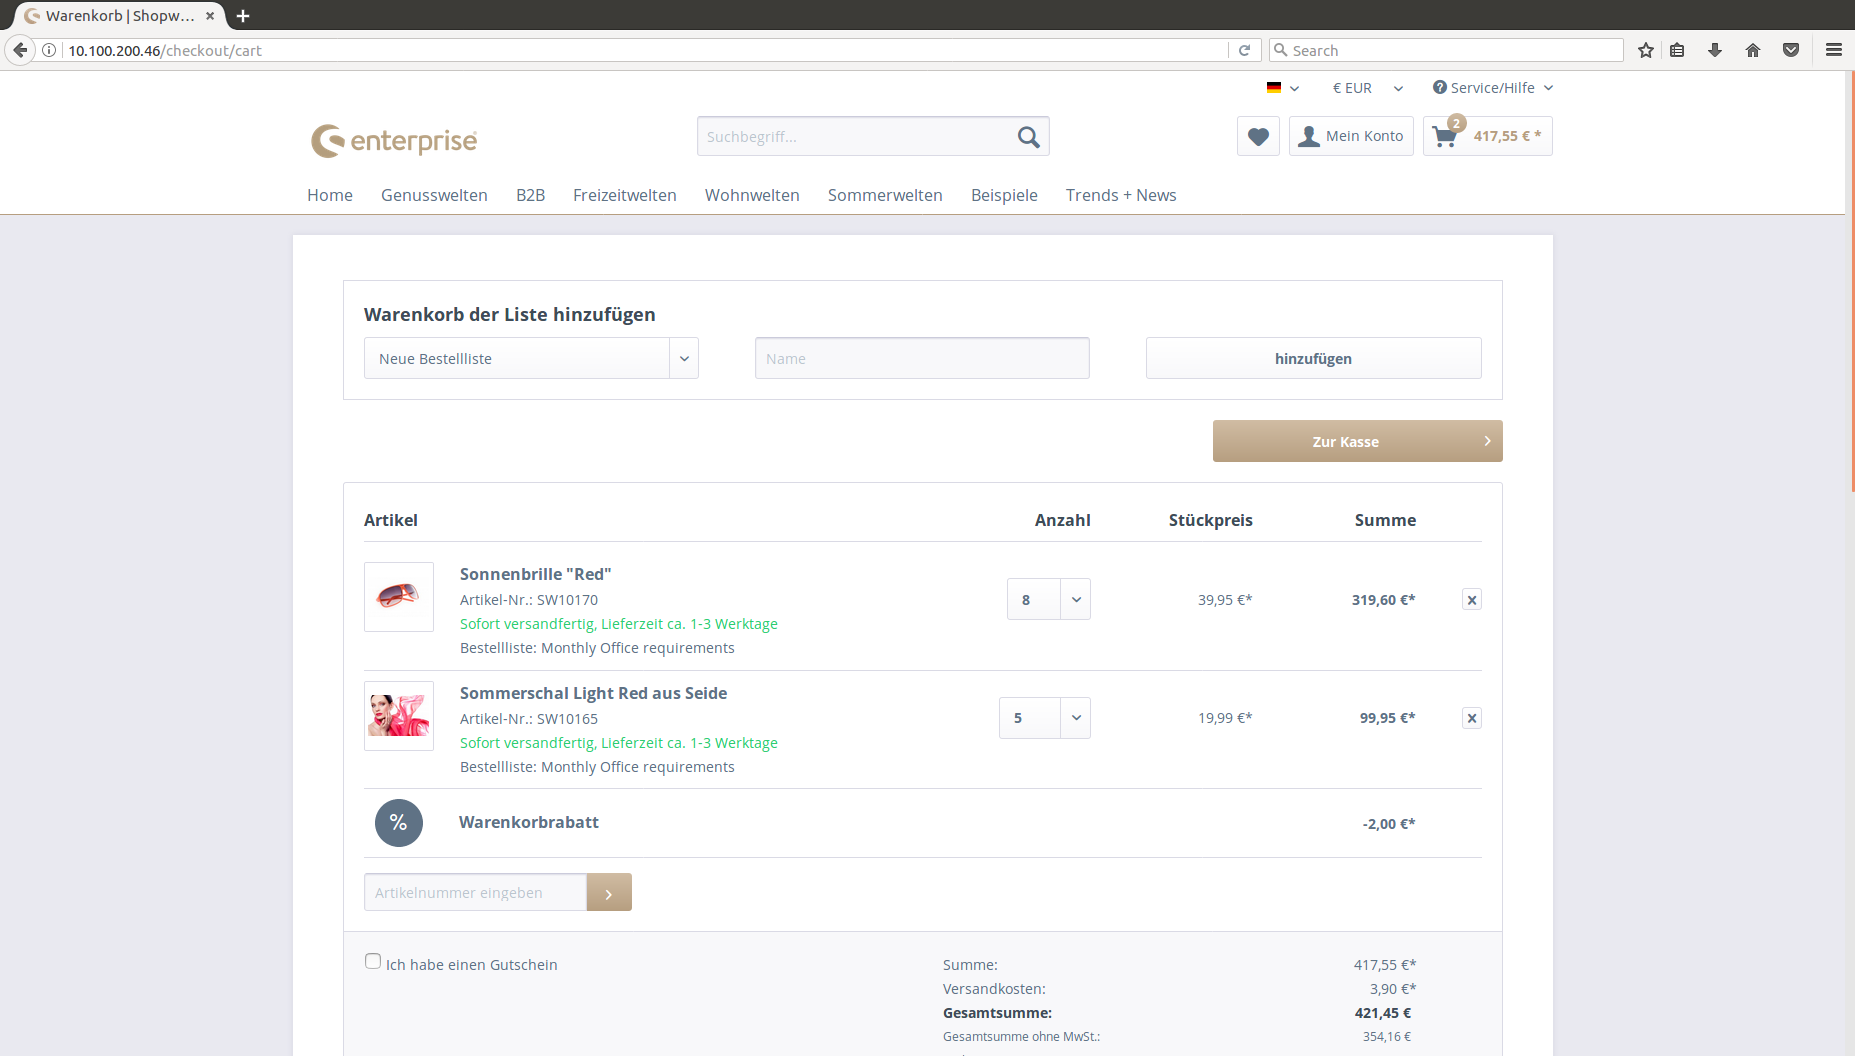 Warenkorb | Shopw...
10.100.200.46/checkout/cart
Search
€ EUR
Service/Hilfe
enterprise
Suchbegriff...
Mein Konto
2
417,55 € *
Home Genusswelten B2B Freizeitwelten Wohnwelten Sommerwelten Beispiele Trends + News
Warenkorb der Liste hinzufügen
Neue Bestellliste
Name
hinzufügen
Zur Kasse
Artikel Anzahl Stückpreis Summe
Sonnenbrille "Red"
Artikel-Nr.: SW10170
Sofort versandfertig, Lieferzeit ca. 1-3 Werktage
Bestellliste: Monthly Office requirements
8 39,95 €* 319,60 €*
Sommerschal Light Red aus Seide
Artikel-Nr.: SW10165
Sofort versandfertig, Lieferzeit ca. 1-3 Werktage
Bestellliste: Monthly Office requirements
5 19,99 €* 99,95 €*
% Warenkorbrabatt -2,00 €*
Artikelnummer eingeben
Ich habe einen Gutschein
Summe: 417,55 €*
Versandkosten: 3,90 €*
Gesamtsumme: 421,45 €
Gesamtsumme ohne MwSt.: 354,16 €